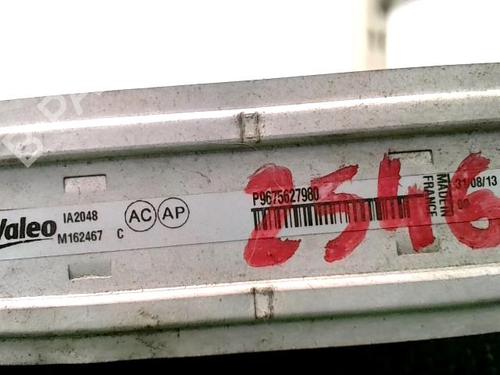 Valeo
IA2048
M162467 C
AC AP
P9675627980
MADE IN
FRANCE
31/08/13
2546